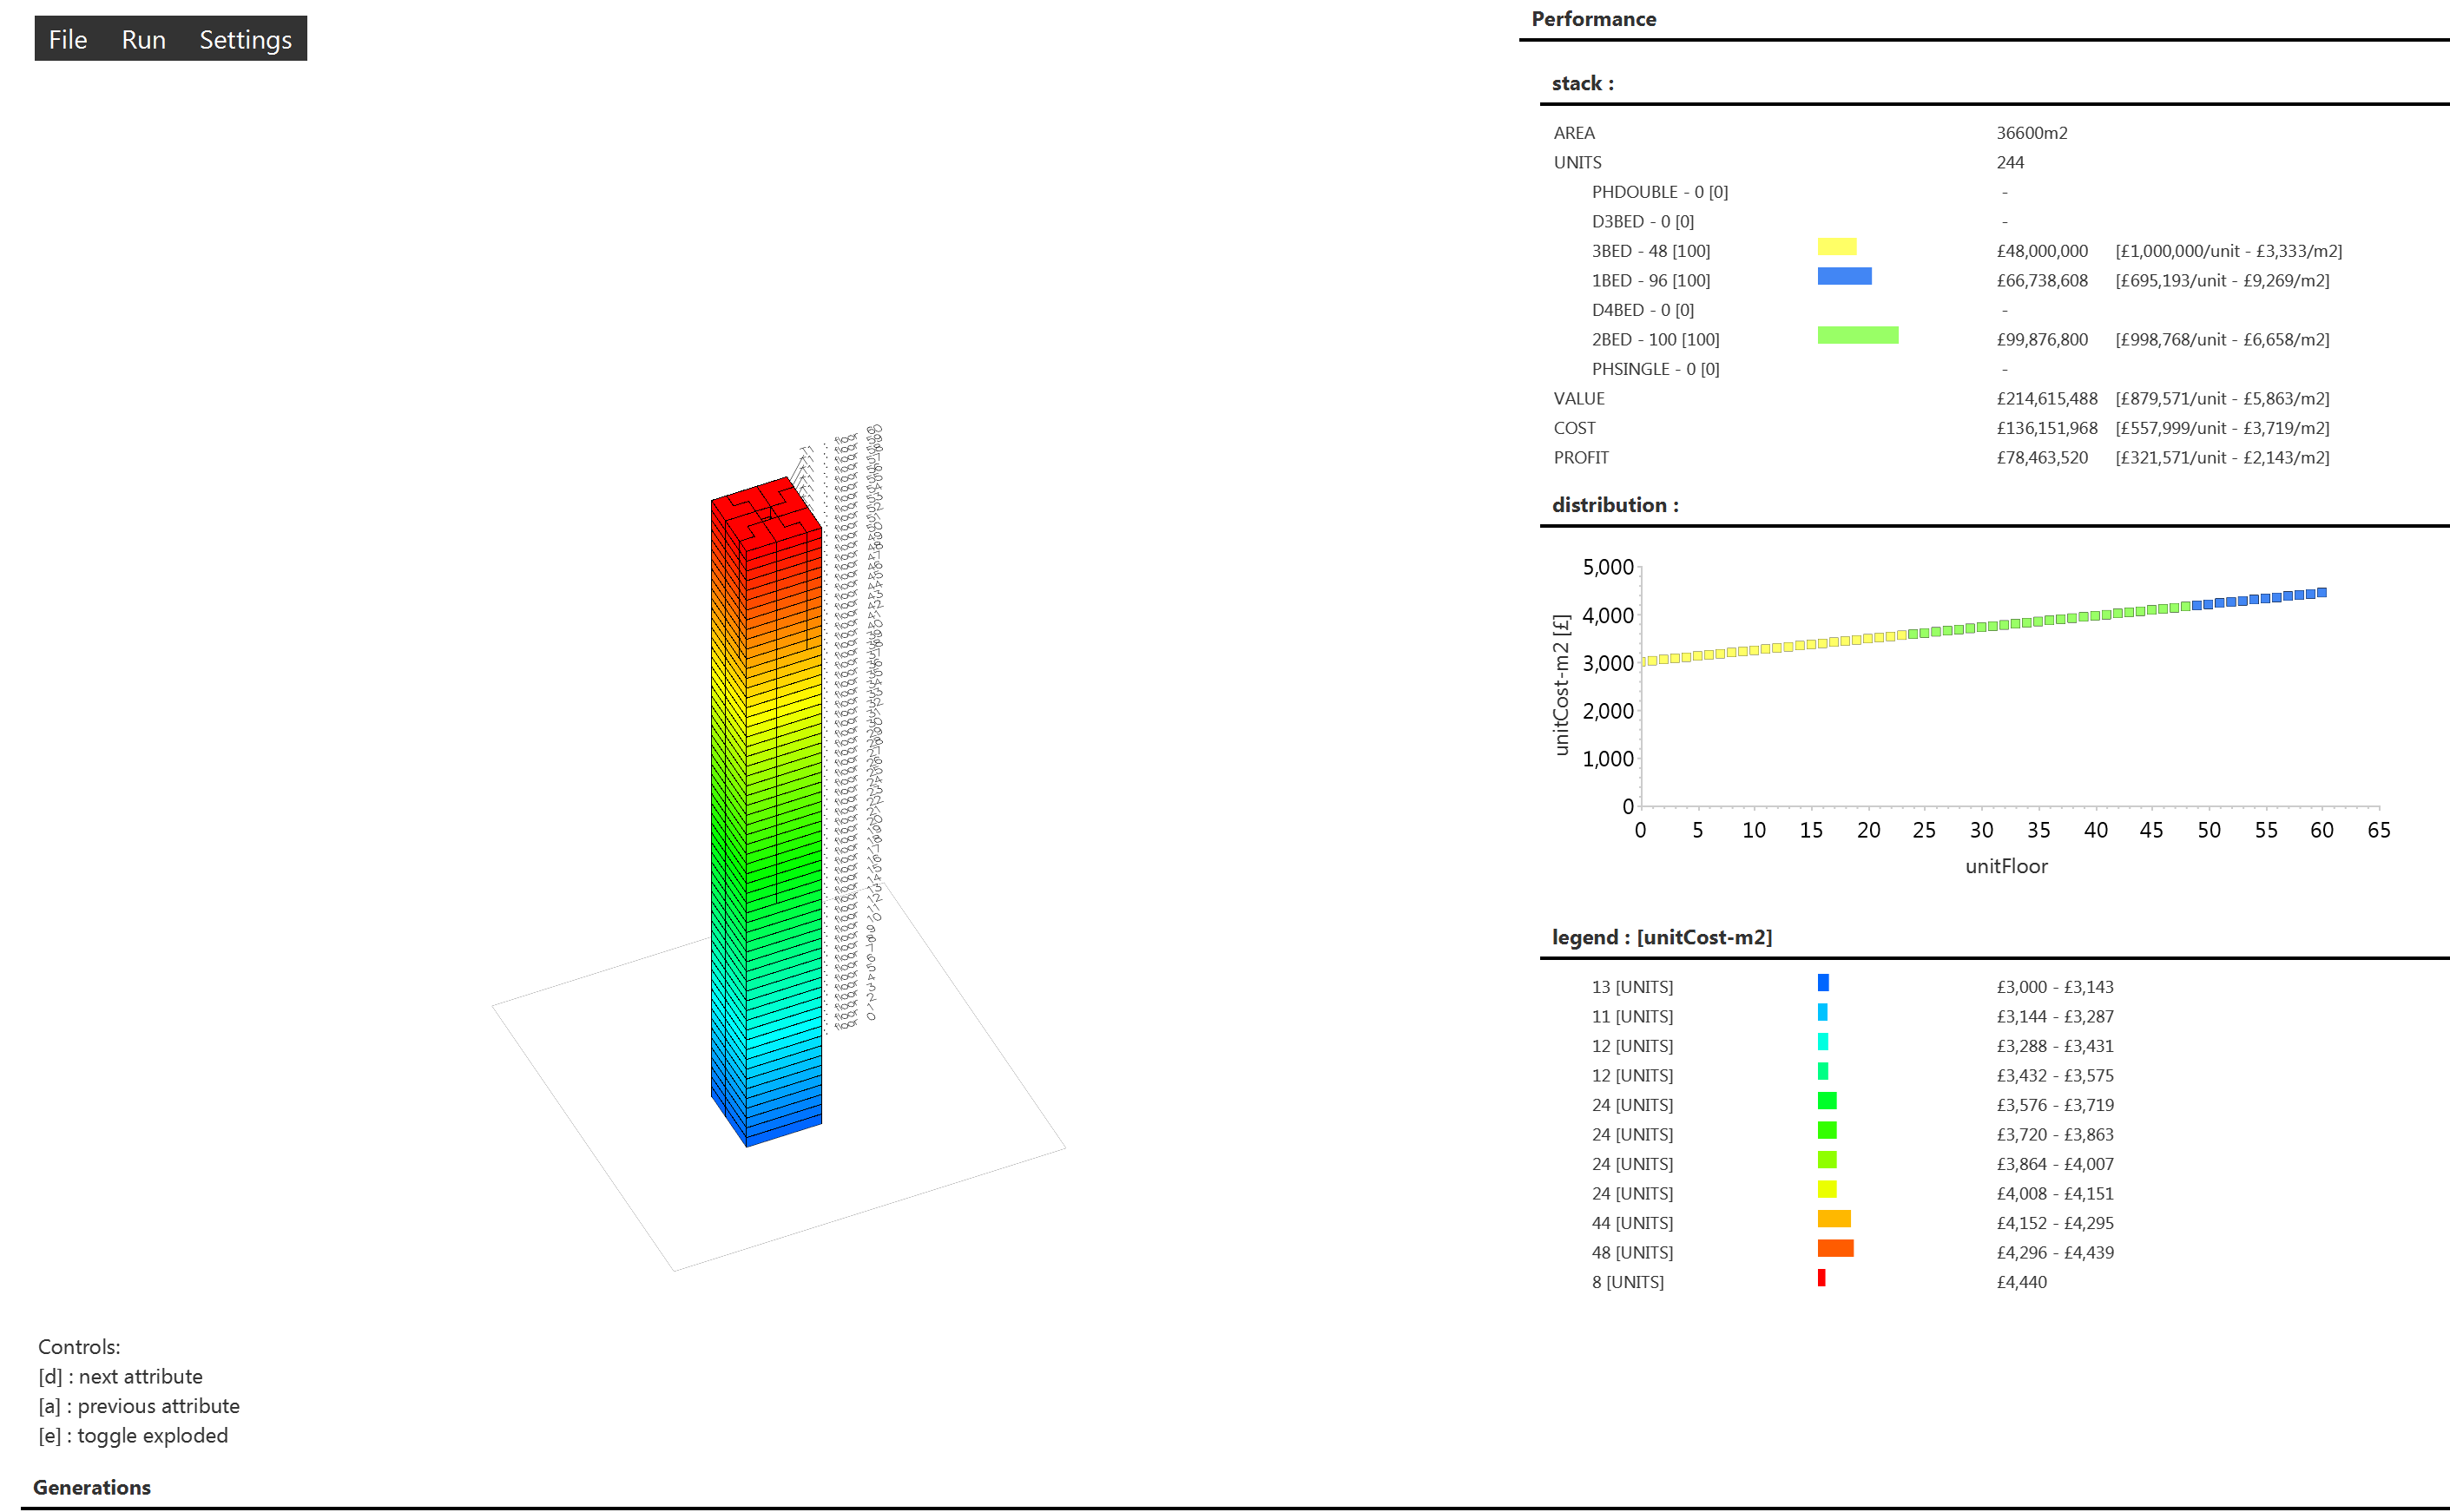 File Run Settings
Performance
stack :
AREA 36600m2
UNITS 244
PHDOUBLE - 0 [0] -
D3BED - 0 [0] -
3BED - 48 [100] £48,000,000 [£1,000,000/unit - £3,333/m2]
1BED - 96 [100] £66,738,608 [£695,193/unit - £9,269/m2]
D4BED - 0 [0] -
2BED - 100 [100] £99,876,800 [£998,768/unit - £6,658/m2]
PHSINGLE - 0 [0] -
VALUE £214,615,488 [£879,571/unit - £5,863/m2]
COST £136,151,968 [£557,999/unit - £3,719/m2]
PROFIT £78,463,520 [£321,571/unit - £2,143/m2]
distribution :
5,000
4,000
3,000
2,000
1,000
0
unitCost-m2 [£]
0 5 10 15 20 25 30 35 40 45 50 55 60 65
unitFloor
legend : [unitCost-m2]
13 [UNITS] £3,000 - £3,143
11 [UNITS] £3,144 - £3,287
12 [UNITS] £3,288 - £3,431
12 [UNITS] £3,432 - £3,575
24 [UNITS] £3,576 - £3,719
24 [UNITS] £3,720 - £3,863
24 [UNITS] £3,864 - £4,007
24 [UNITS] £4,008 - £4,151
44 [UNITS] £4,152 - £4,295
48 [UNITS] £4,296 - £4,439
8 [UNITS] £4,440
Controls:
[d] : next attribute
[a] : previous attribute
[e] : toggle exploded
Generations